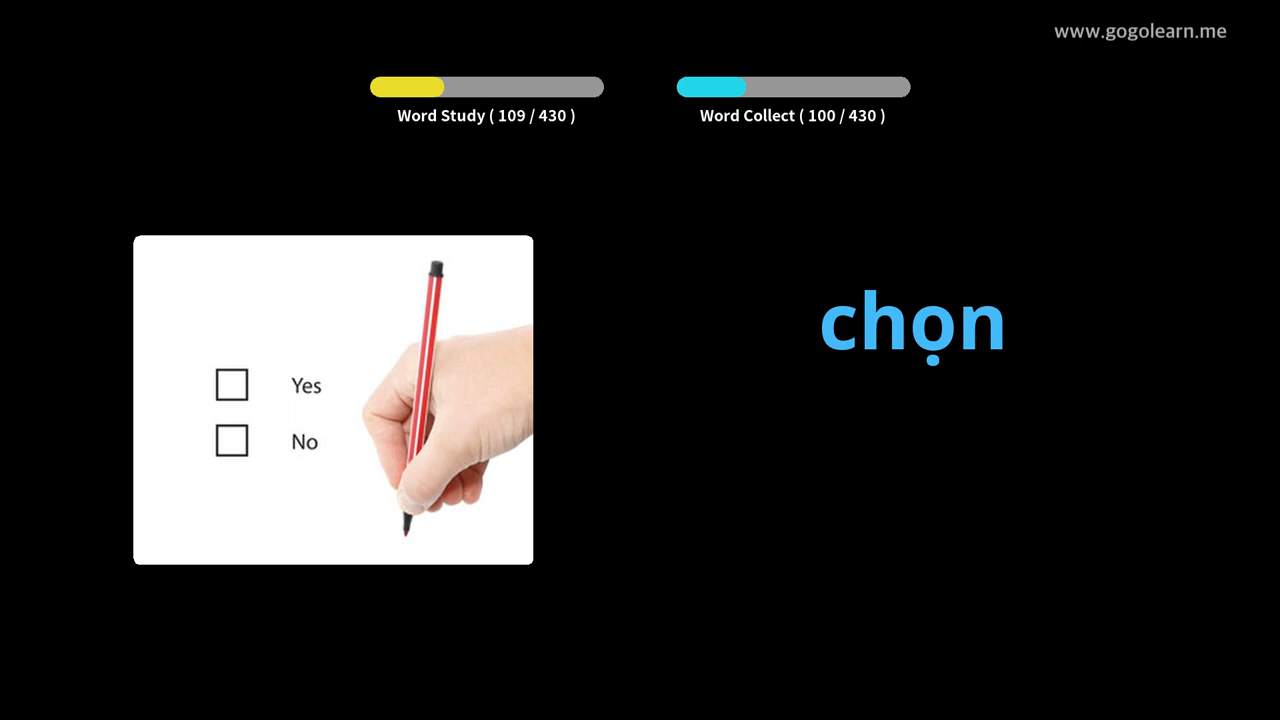 www.gogolearn.me
Word Study ( 109 / 430 )
Word Collect ( 100 / 430 )
chọn
Yes
No